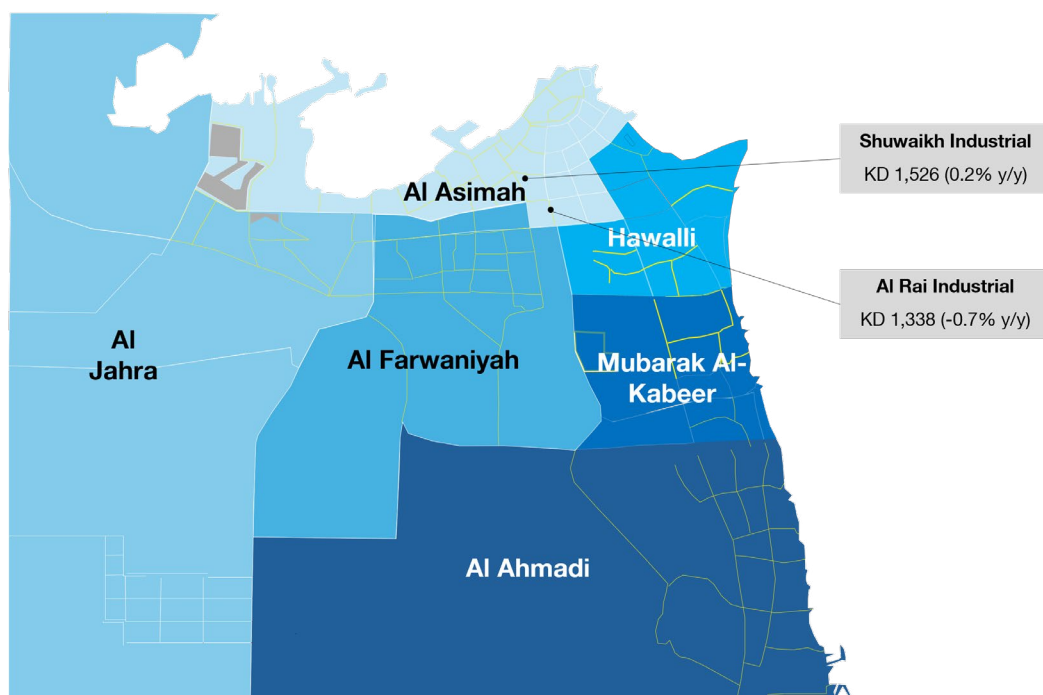 Shuwaikh Industrial
KD 1,526 (0.2% y/y)
Al Asimah
Hawalli
Al Rai Industrial
KD 1,338 (-0.7% y/y)
Al
Jahra
Al Farwaniyah
Mubarak Al-
Kabeer
Al Ahmadi